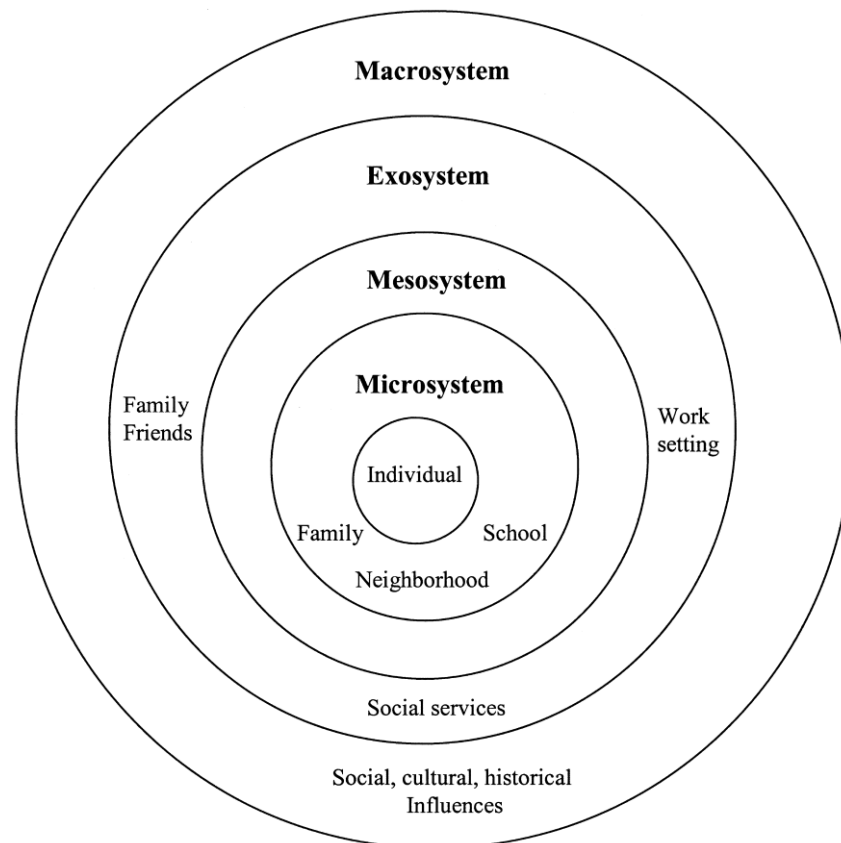 Macrosystem
Exosystem
Mesosystem
Microsystem
Family
Friends
Work
setting
Individual
Family
School
Neighborhood
Social services
Social, cultural, historical
Influences